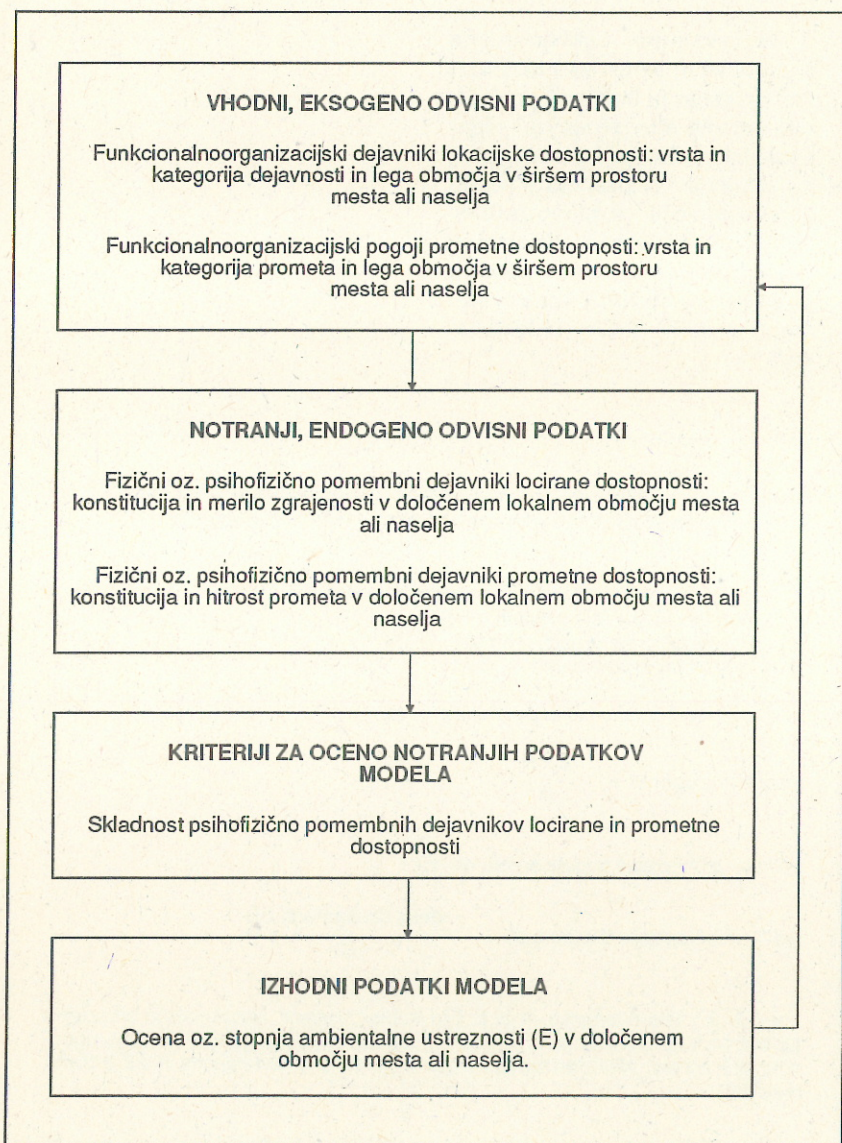 VHODNI, EKSOGENO ODVISNI PODATKI
Funkcionalnoorganizacijski dejavniki lokacijske dostopnosti: vrsta in
kategorija dejavnosti in lega območja v širšem prostoru
mesta ali naselja
Funkcionalnoorganizacijski pogoji prometne dostopnosti: vrsta in
kategorija prometa in lega območja v širšem prostoru
mesta ali naselja
NOTRANJI, ENDOGENO ODVISNI PODATKI
Fizični oz. psihofizično pomembni dejavniki locirane dostopnosti:
konstitucija in merilo zgrajenosti v določenem lokalnem območju mesta
ali naselja
Fizični oz. psihofizično pomembni dejavniki prometne dostopnosti:
konstitucija in hitrost prometa v določenem lokalnem območju mesta ali
naselja
KRITERIJI ZA OCENO NOTRANJIH PODATKOV
MODELA
Skladnost psihofizično pomembnih dejavnikov locirane in prometne
dostopnosti
IZHODNI PODATKI MODELA
Ocena oz. stopnja ambientalne ustreznosti (E) v določenem
območju mesta ali naselja.